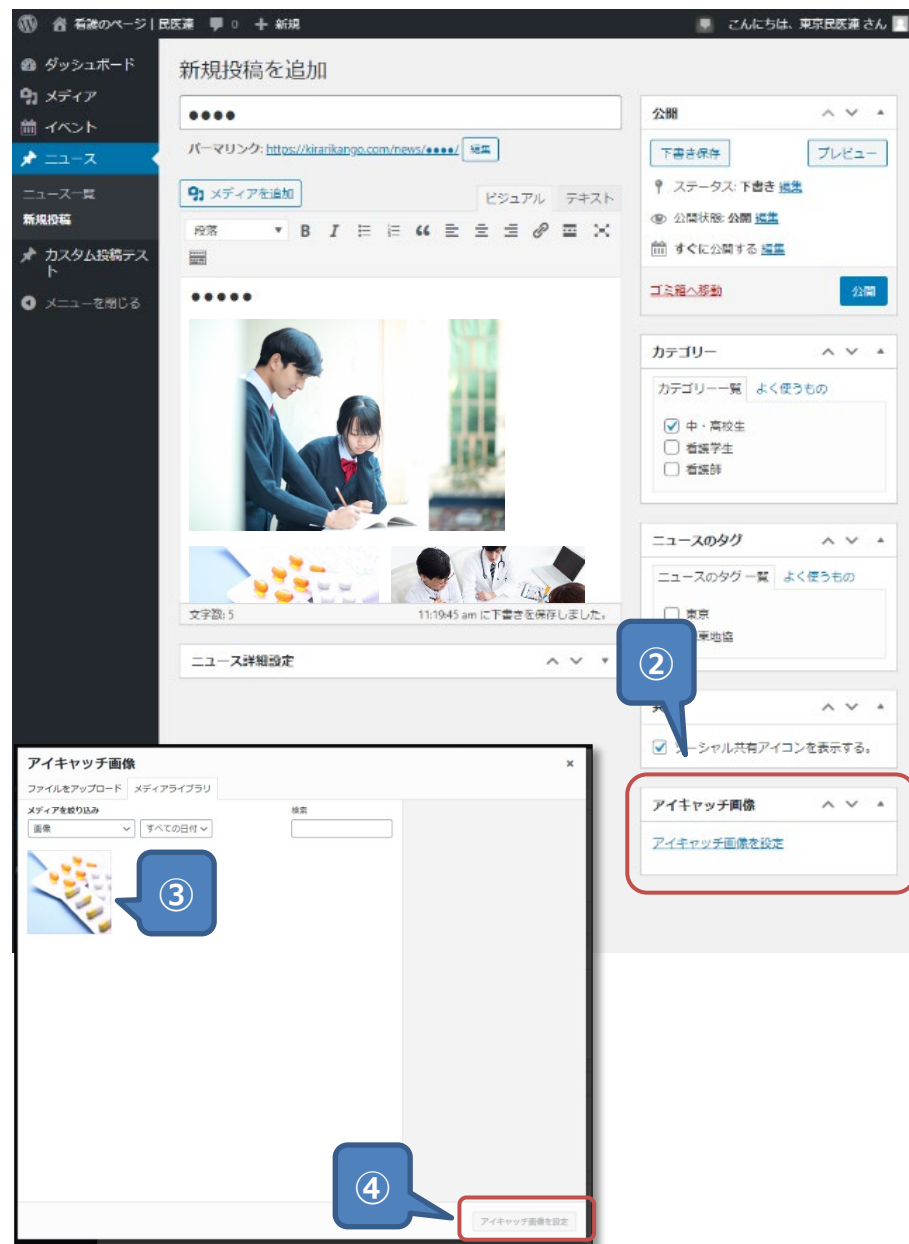 看護のページ | 民医連 0 + 新規
こんにちは、東京民医連 さん
ダッシュボード
メディア
イベント
ニュース
ニュース一覧
新規投稿
カスタム投稿テス
ト
メニューを閉じる
新規投稿を追加
●●●●
パーマリンク: https://kirarikango.com/news/●●●●/ 編集
メディアを追加
ビジュアル テキスト
段落
●●●●●
文字数: 5
11:19:45 am に下書きを保存しました。
ニュース詳細設定
公開
下書き保存 プレビュー
ステータス: 下書き 編集
公開状態: 公開 編集
すぐに公開する 編集
ゴミ箱へ移動 公開
カテゴリー
カテゴリー一覧 よく使うもの
中・高校生
看護学生
看護師
ニュースのタグ
ニュースのタグ 一覧 よく使うもの
東京
東地協
②
ーシャル共有アイコンを表示する。
アイキャッチ画像
アイキャッチ画像を設定
アイキャッチ画像 ×
ファイルをアップロード メディアライブラリ
メディアを絞り込み 検索
画像 すべての日付
③
④
アイキャッチ画像を設定